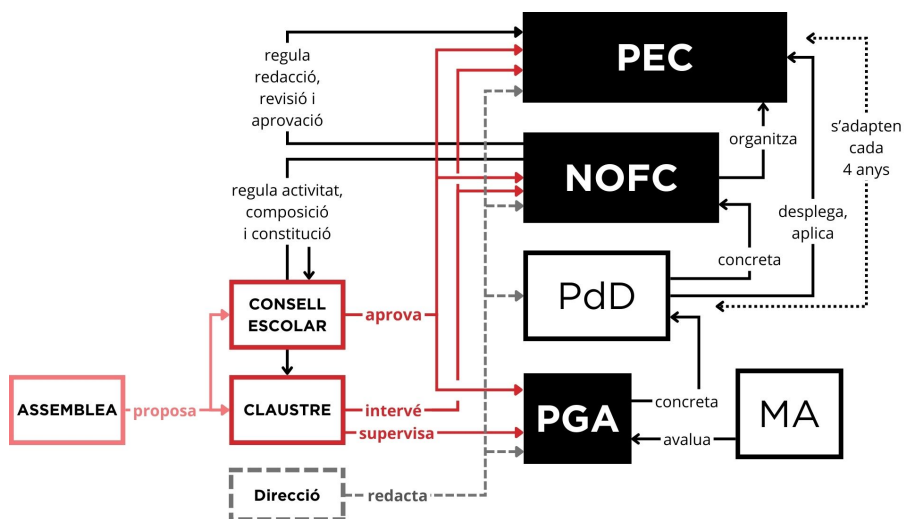 regula
redacció,
revisió i
aprovació
PEC
organitza
s'adapten
cada
4 anys
NOFC
regula activitat,
composició
i constitució
desplega,
aplica
concreta
PdD
CONSELL
ESCOLAR
aprova
ASSEMBLEA
proposa
CLAUSTRE
intervé
supervisa
PGA
concreta
avalua
MA
Direcció
redacta